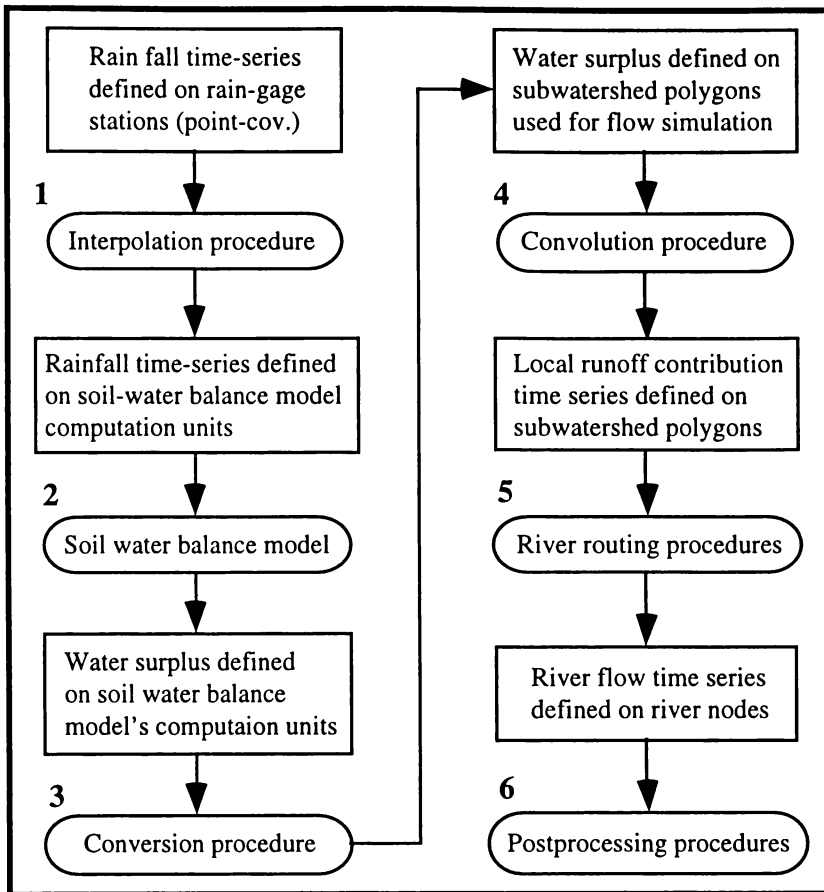 Rain fall time-series
defined on rain-gage
stations (point-cov.)
1
Interpolation procedure
Rainfall time-series defined
on soil-water balance model
computation units
2
Soil water balance model
Water surplus defined
on soil water balance
model's computaion units
3
Conversion procedure
Water surplus defined on
subwatershed polygons
used for flow simulation
4
Convolution procedure
Local runoff contribution
time series defined on
subwatershed polygons
5
River routing procedures
River flow time series
defined on river nodes
6
Postprocessing procedures